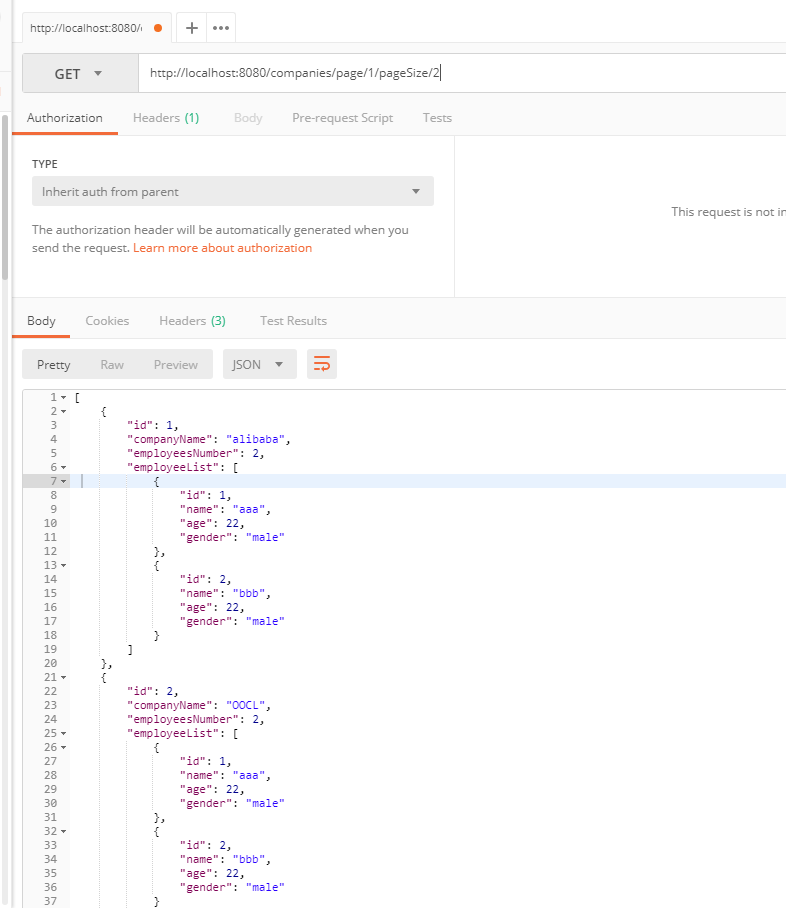 http://localhost:8080/
GET http://localhost:8080/companies/page/1/pageSize/2
Authorization Headers (1) Body Pre-request Script Tests
TYPE
Inherit auth from parent
This request is not
The authorization header will be automatically generated when you
send the request. Learn more about authorization
Body Cookies Headers (3) Test Results
Pretty Raw Preview JSON
1 [
2 {
3 "id": 1,
4 "companyName": "alibaba",
5 "employeesNumber": 2,
6 "employeeList": [
7 {
8 "id": 1,
9 "name": "aaa",
10 "age": 22,
11 "gender": "male"
12 },
13 {
14 "id": 2,
15 "name": "bbb",
16 "age": 22,
17 "gender": "male"
18 }
19 ]
20 },
21 {
22 "id": 2,
23 "companyName": "OOCL",
24 "employeesNumber": 2,
25 "employeeList": [
26 {
27 "id": 1,
28 "name": "aaa",
29 "age": 22,
30 "gender": "male"
31 },
32 {
33 "id": 2,
34 "name": "bbb",
35 "age": 22,
36 "gender": "male"
37 }